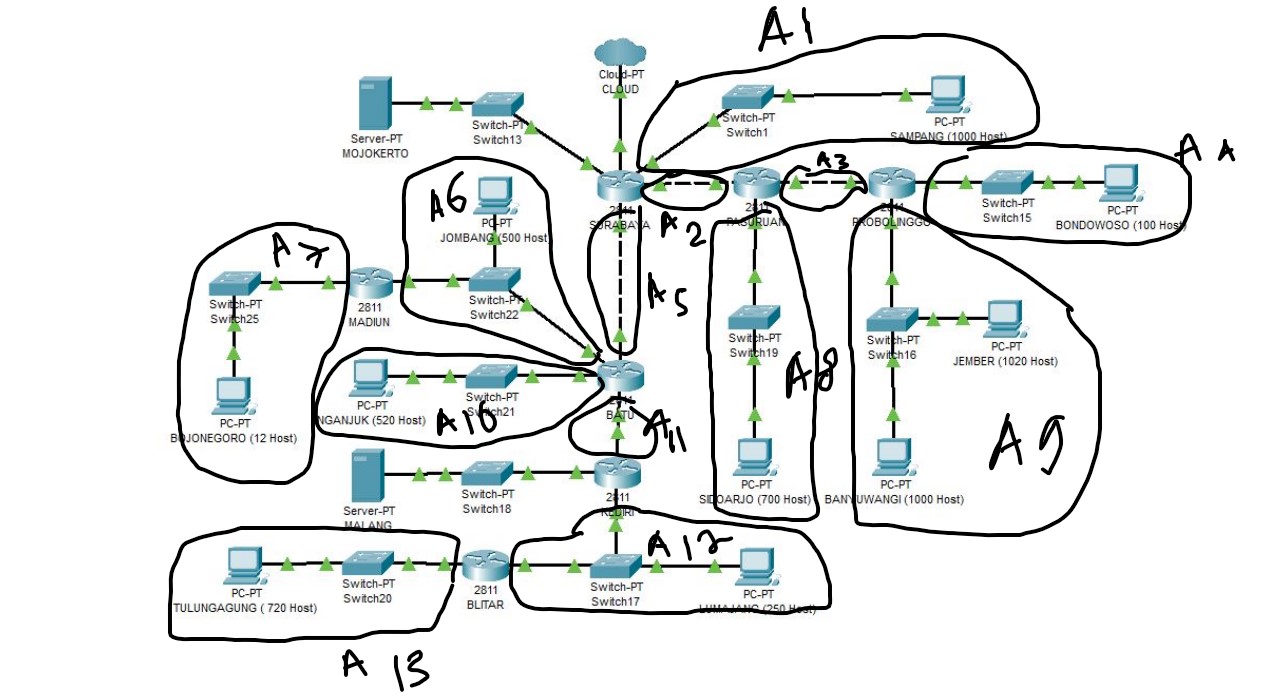 A1
Cloud-PT
CLOUD
Server-PT
MOJOKERTO
Switch-PT
Switch13
Switch-PT
Switch1
PC-PT
SAMPANG (1000 Host)
A4
A3
2811
SURABAYA
A2
2811
PASURUAN
2811
PROBOLINGGO
Switch-PT
Switch15
PC-PT
BONDOWOSO (100 Host)
A6
PC-PT
JOMBANG (500 Host)
A7
Switch-PT
Switch25
2811
MADIUN
Switch-PT
Switch22
A5
Switch-PT
Switch19
Switch-PT
Switch16
PC-PT
JEMBER (1020 Host)
A8
PC-PT
BOJONEGORO (12 Host)
PC-PT
NGANJUK (520 Host)
Switch-PT
Switch21
A10
2811
BATU
A11
A9
Server-PT
MALANG
Switch-PT
Switch18
2811
KEDIRI
PC-PT
SIDOARJO (700 Host)
PC-PT
BANYUWANGI (1000 Host)
A12
PC-PT
TULUNGAGUNG ( 720 Host)
Switch-PT
Switch20
2811
BLITAR
Switch-PT
Switch17
PC-PT
LUMAJANG (250 Host)
A13